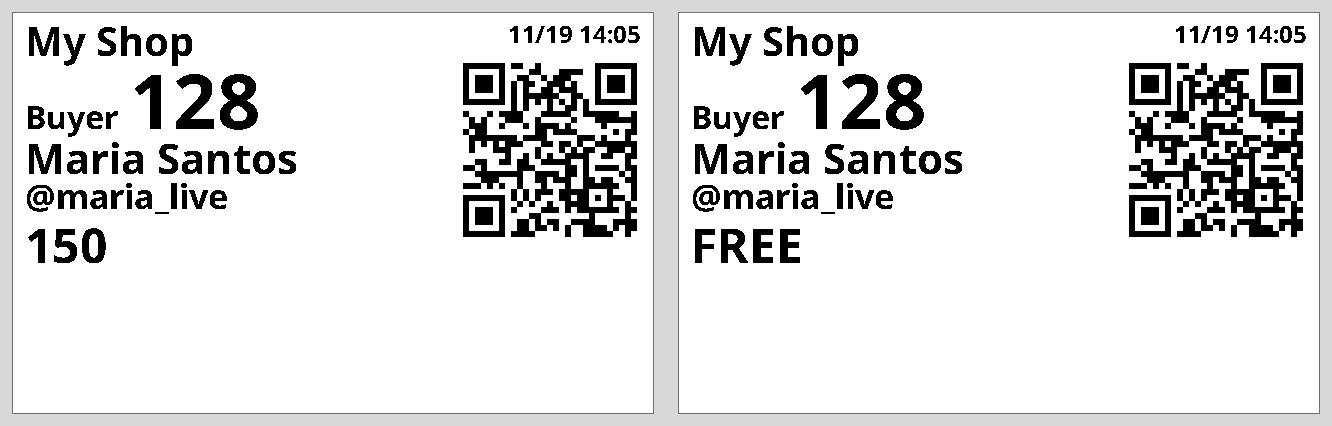 My Shop
11/19 14:05
Buyer 128
Maria Santos
@maria_live
150
My Shop
11/19 14:05
Buyer 128
Maria Santos
@maria_live
FREE